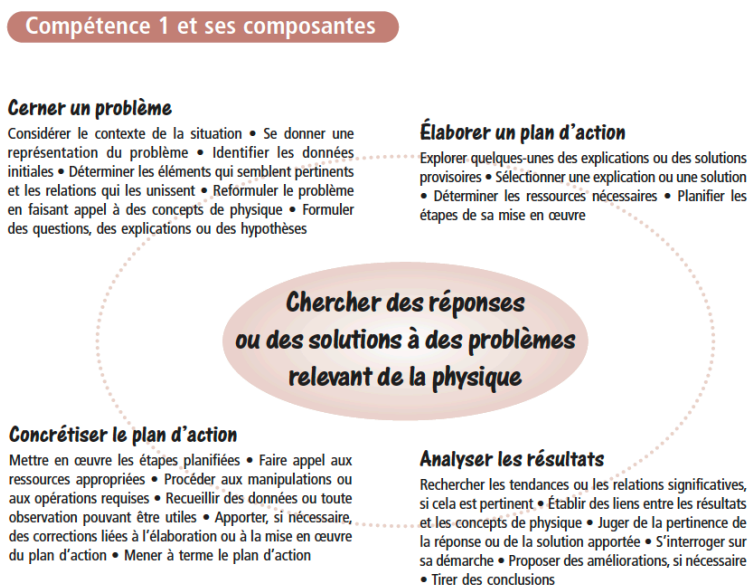 Compétence 1 et ses composantes
Cerner un problème
Considérer le contexte de la situation • Se donner une
représentation du problème • Identifier les données
initiales • Déterminer les éléments qui semblent pertinents
et les relations qui les unissent • Reformuler le problème
en faisant appel à des concepts de physique • Formuler
des questions, des explications ou des hypothèses
Élaborer un plan d'action
Explorer quelques-unes des explications ou des solutions
provisoires • Sélectionner une explication ou une solution
• Déterminer les ressources nécessaires • Planifier les
étapes de sa mise en œuvre
Chercher des réponses
ou des solutions à des problèmes
relevant de la physique
Concrétiser le plan d'action
Mettre en œuvre les étapes planifiées • Faire appel aux
ressources appropriées • Procéder aux manipulations ou
aux opérations requises • Recueillir des données ou toute
observation pouvant être utiles • Apporter, si nécessaire,
des corrections liées à l'élaboration ou à la mise en œuvre
du plan d'action • Mener à terme le plan d'action
Analyser les résultats
Rechercher les tendances ou les relations significatives,
si cela est pertinent • Établir des liens entre les résultats
et les concepts de physique • Juger de la pertinence de
la réponse ou de la solution apportée • S'interroger sur
sa démarche • Proposer des améliorations, si nécessaire
• Tirer des conclusions